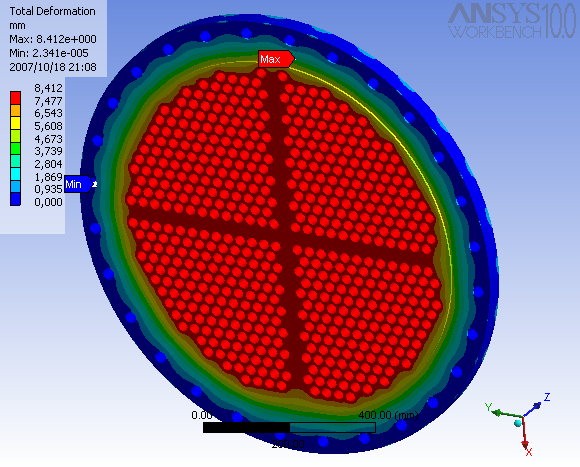 Total Deformation
mm
Max: 8.412e+000
Min: 2.341e-005
2007/10/18 21:08
8,412
7,477
6,543
5,608
4,673
3,739
2,804
1,869
0,935
0,000
ANSYS 10.0
WORKBENCH
Max
Min
0.00
400.00 (mm)
Y
Z
X